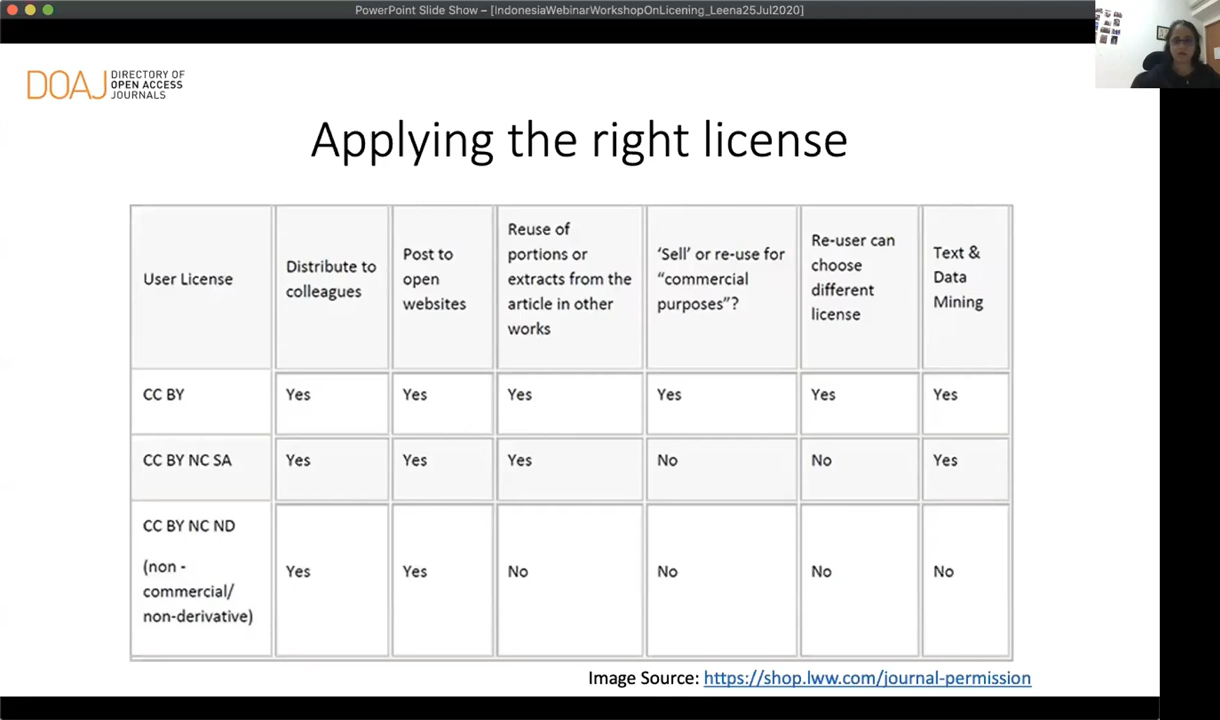 PowerPoint Slide Show – [IndonesiaWebinarWorkshopOnLicening_Leena25Jul2020]
DOAJ
DIRECTORY OF
OPEN ACCESS
JOURNALS
Applying the right license
User License
Distribute to
colleagues
Post to
open
websites
Reuse of
portions or
extracts from the
article in other
works
‘Sell’ or re-use for
“commercial
purposes”?
Re-user can
choose
different
license
Text &
Data
Mining
CC BY
Yes
Yes
Yes
Yes
Yes
Yes
CC BY NC SA
Yes
Yes
Yes
No
No
Yes
CC BY NC ND
(non -
commercial/
non-derivative)
Yes
Yes
No
No
No
No
Image Source: https://shop.lww.com/journal-permission